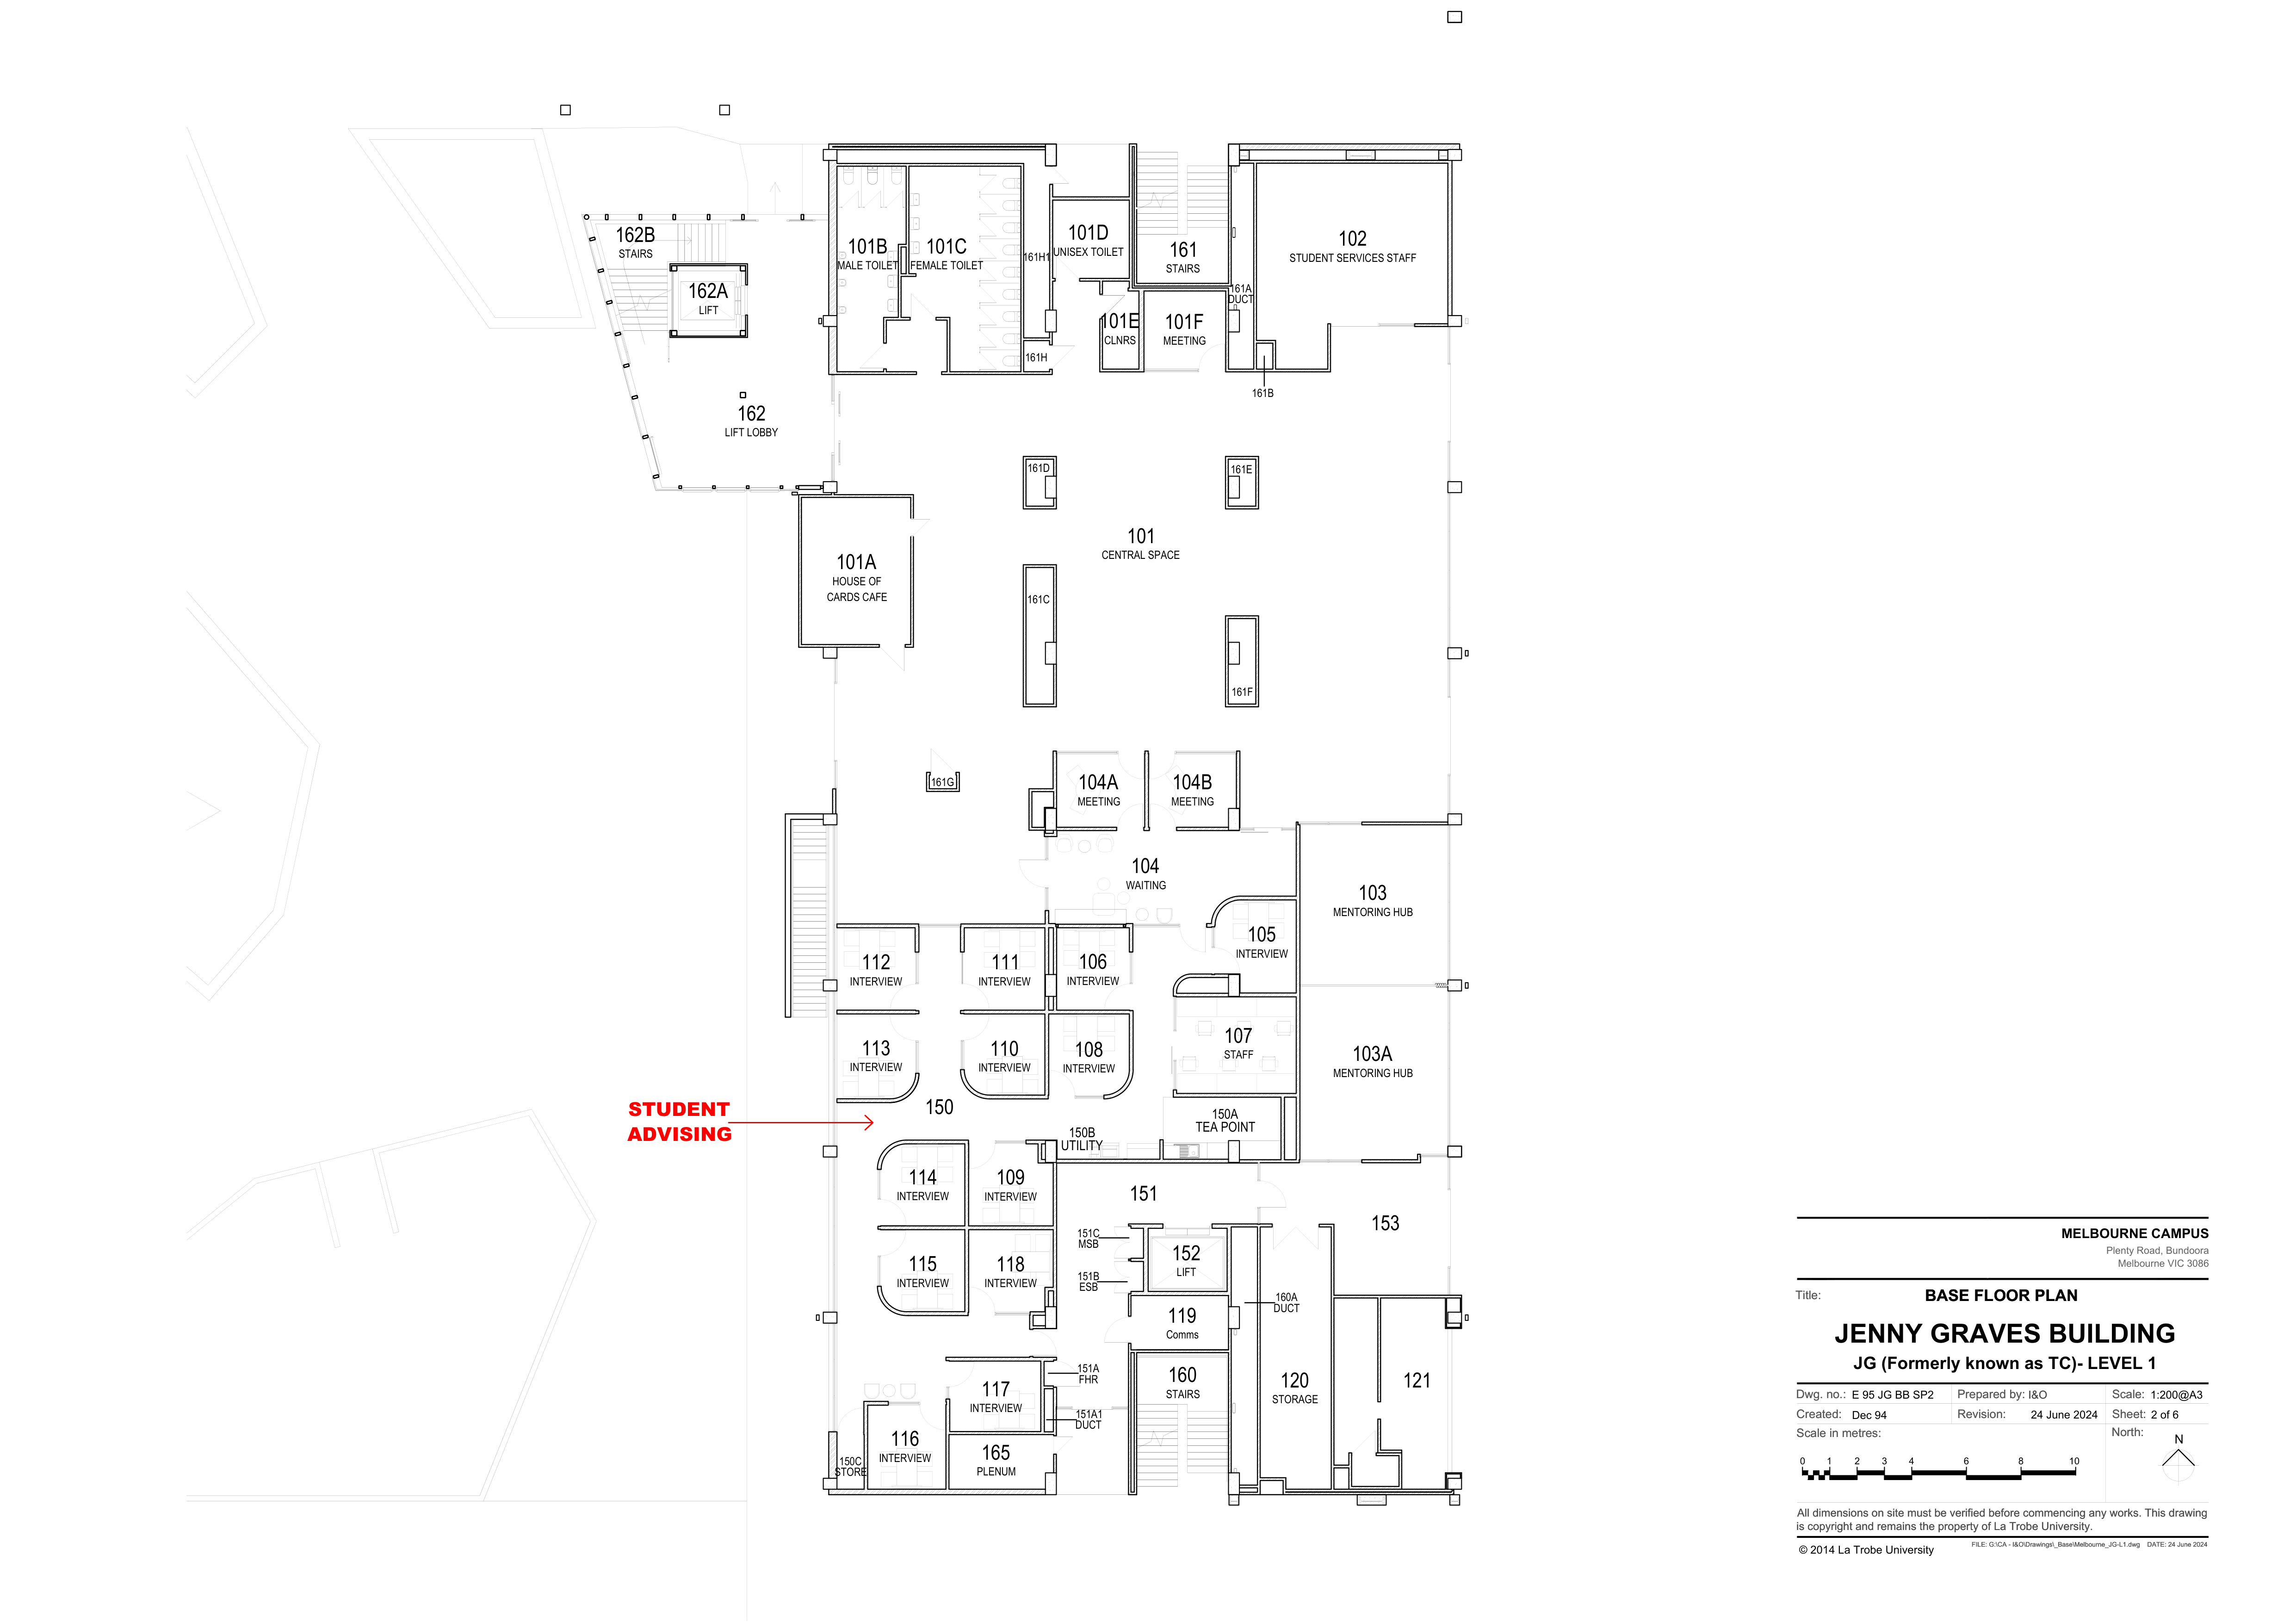 162B
STAIRS
162A
LIFT
162
LIFT LOBBY
101B
MALE TOILET
101C
FEMALE TOILET
161H1
101D
UNISEX TOILET
161
STAIRS
161A
DUCT
102
STUDENT SERVICES STAFF
101E
CLNRS
101F
MEETING
161H
161B
161D
161E
101
CENTRAL SPACE
101A
HOUSE OF
CARDS CAFE
161C
161F
161G
104A
MEETING
104B
MEETING
104
WAITING
103
MENTORING HUB
105
INTERVIEW
112
INTERVIEW
111
INTERVIEW
106
INTERVIEW
113
INTERVIEW
110
INTERVIEW
108
INTERVIEW
107
STAFF
103A
MENTORING HUB
STUDENT
ADVISING
150
150A
TEA POINT
150B
UTILITY
114
INTERVIEW
109
INTERVIEW
151
153
151C
MSB
152
LIFT
115
INTERVIEW
118
INTERVIEW
151B
ESB
160A
DUCT
119
Comms
151A
FHR
160
STAIRS
120
STORAGE
121
117
INTERVIEW
151A1
DUCT
116
INTERVIEW
165
PLENUM
150C
STORE
MELBOURNE CAMPUS
Plenty Road, Bundoora
Melbourne VIC 3086
Title: BASE FLOOR PLAN
JENNY GRAVES BUILDING
JG (Formerly known as TC)- LEVEL 1
Dwg. no.: E 95 JG BB SP2 Prepared by: I&O Scale: 1:200@A3
Created: Dec 94 Revision: 24 June 2024 Sheet: 2 of 6
Scale in metres: North:
N
0 1 2 3 4 6 8 10
All dimensions on site must be verified before commencing any works. This drawing
is copyright and remains the property of La Trobe University.
© 2014 La Trobe University FILE: G:\CA - I&O\Drawings\_Base\Melbourne_JG-L1.dwg DATE: 24 June 2024